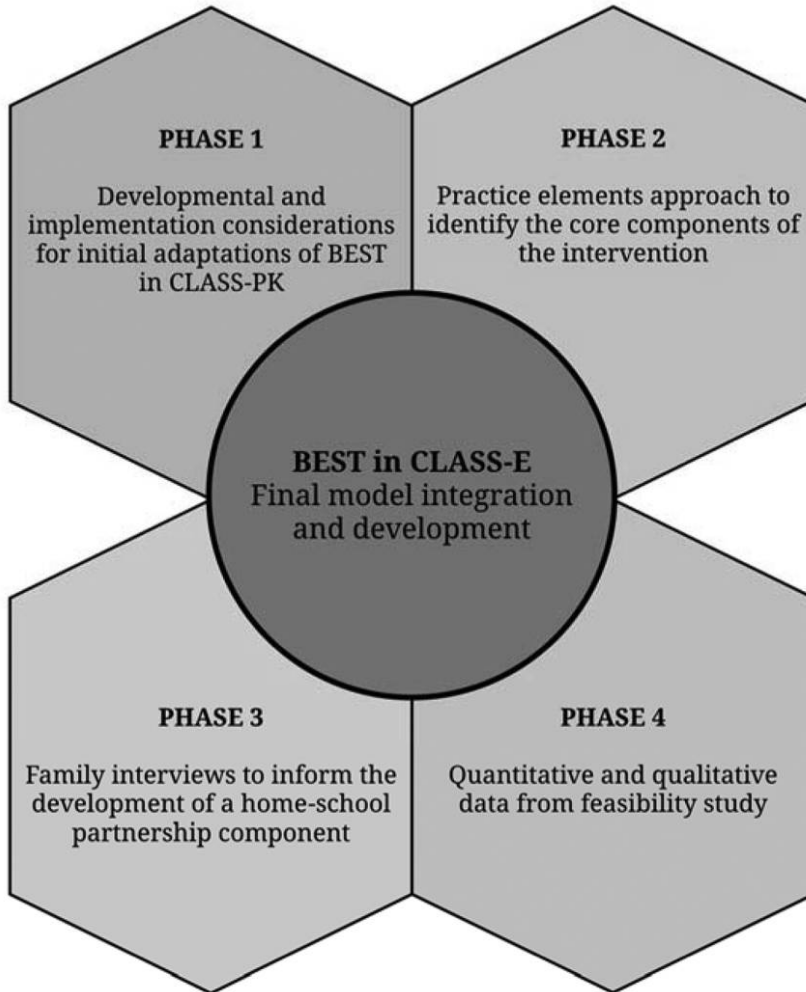 PHASE 1
Developmental and
implementation considerations
for initial adaptations of BEST
in CLASS-PK
PHASE 2
Practice elements approach to
identify the core components of
the intervention
BEST in CLASS-E
Final model integration
and development
PHASE 3
Family interviews to inform the
development of a home-school
partnership component
PHASE 4
Quantitative and qualitative
data from feasibility study